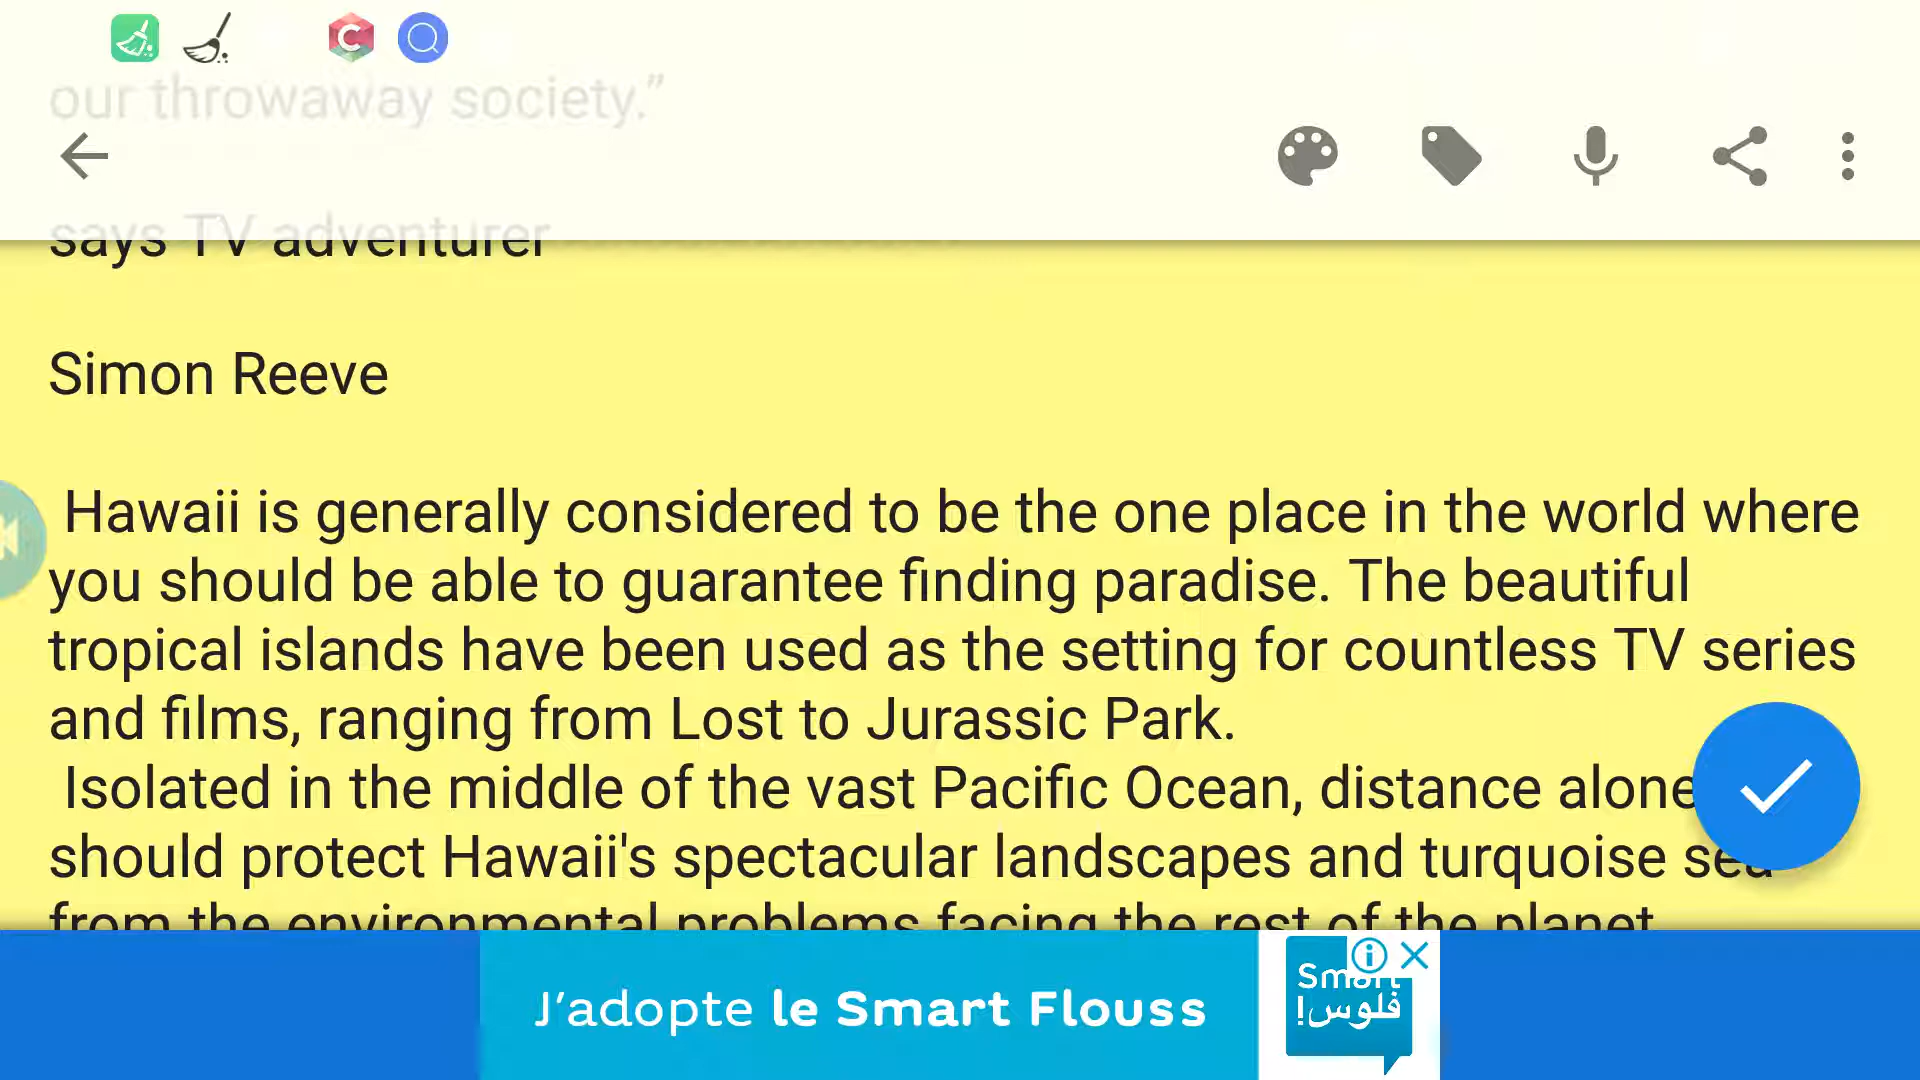 our throwaway society.”
says TV adventurer
Simon Reeve
Hawaii is generally considered to be the one place in the world where
you should be able to guarantee finding paradise. The beautiful
tropical islands have been used as the setting for countless TV series
and films, ranging from Lost to Jurassic Park.
Isolated in the middle of the vast Pacific Ocean, distance alone
should protect Hawaii's spectacular landscapes and turquoise sea
from the environmental problems facing the rest of the planet
J'adopte le Smart Flouss
Smart
فلوس!